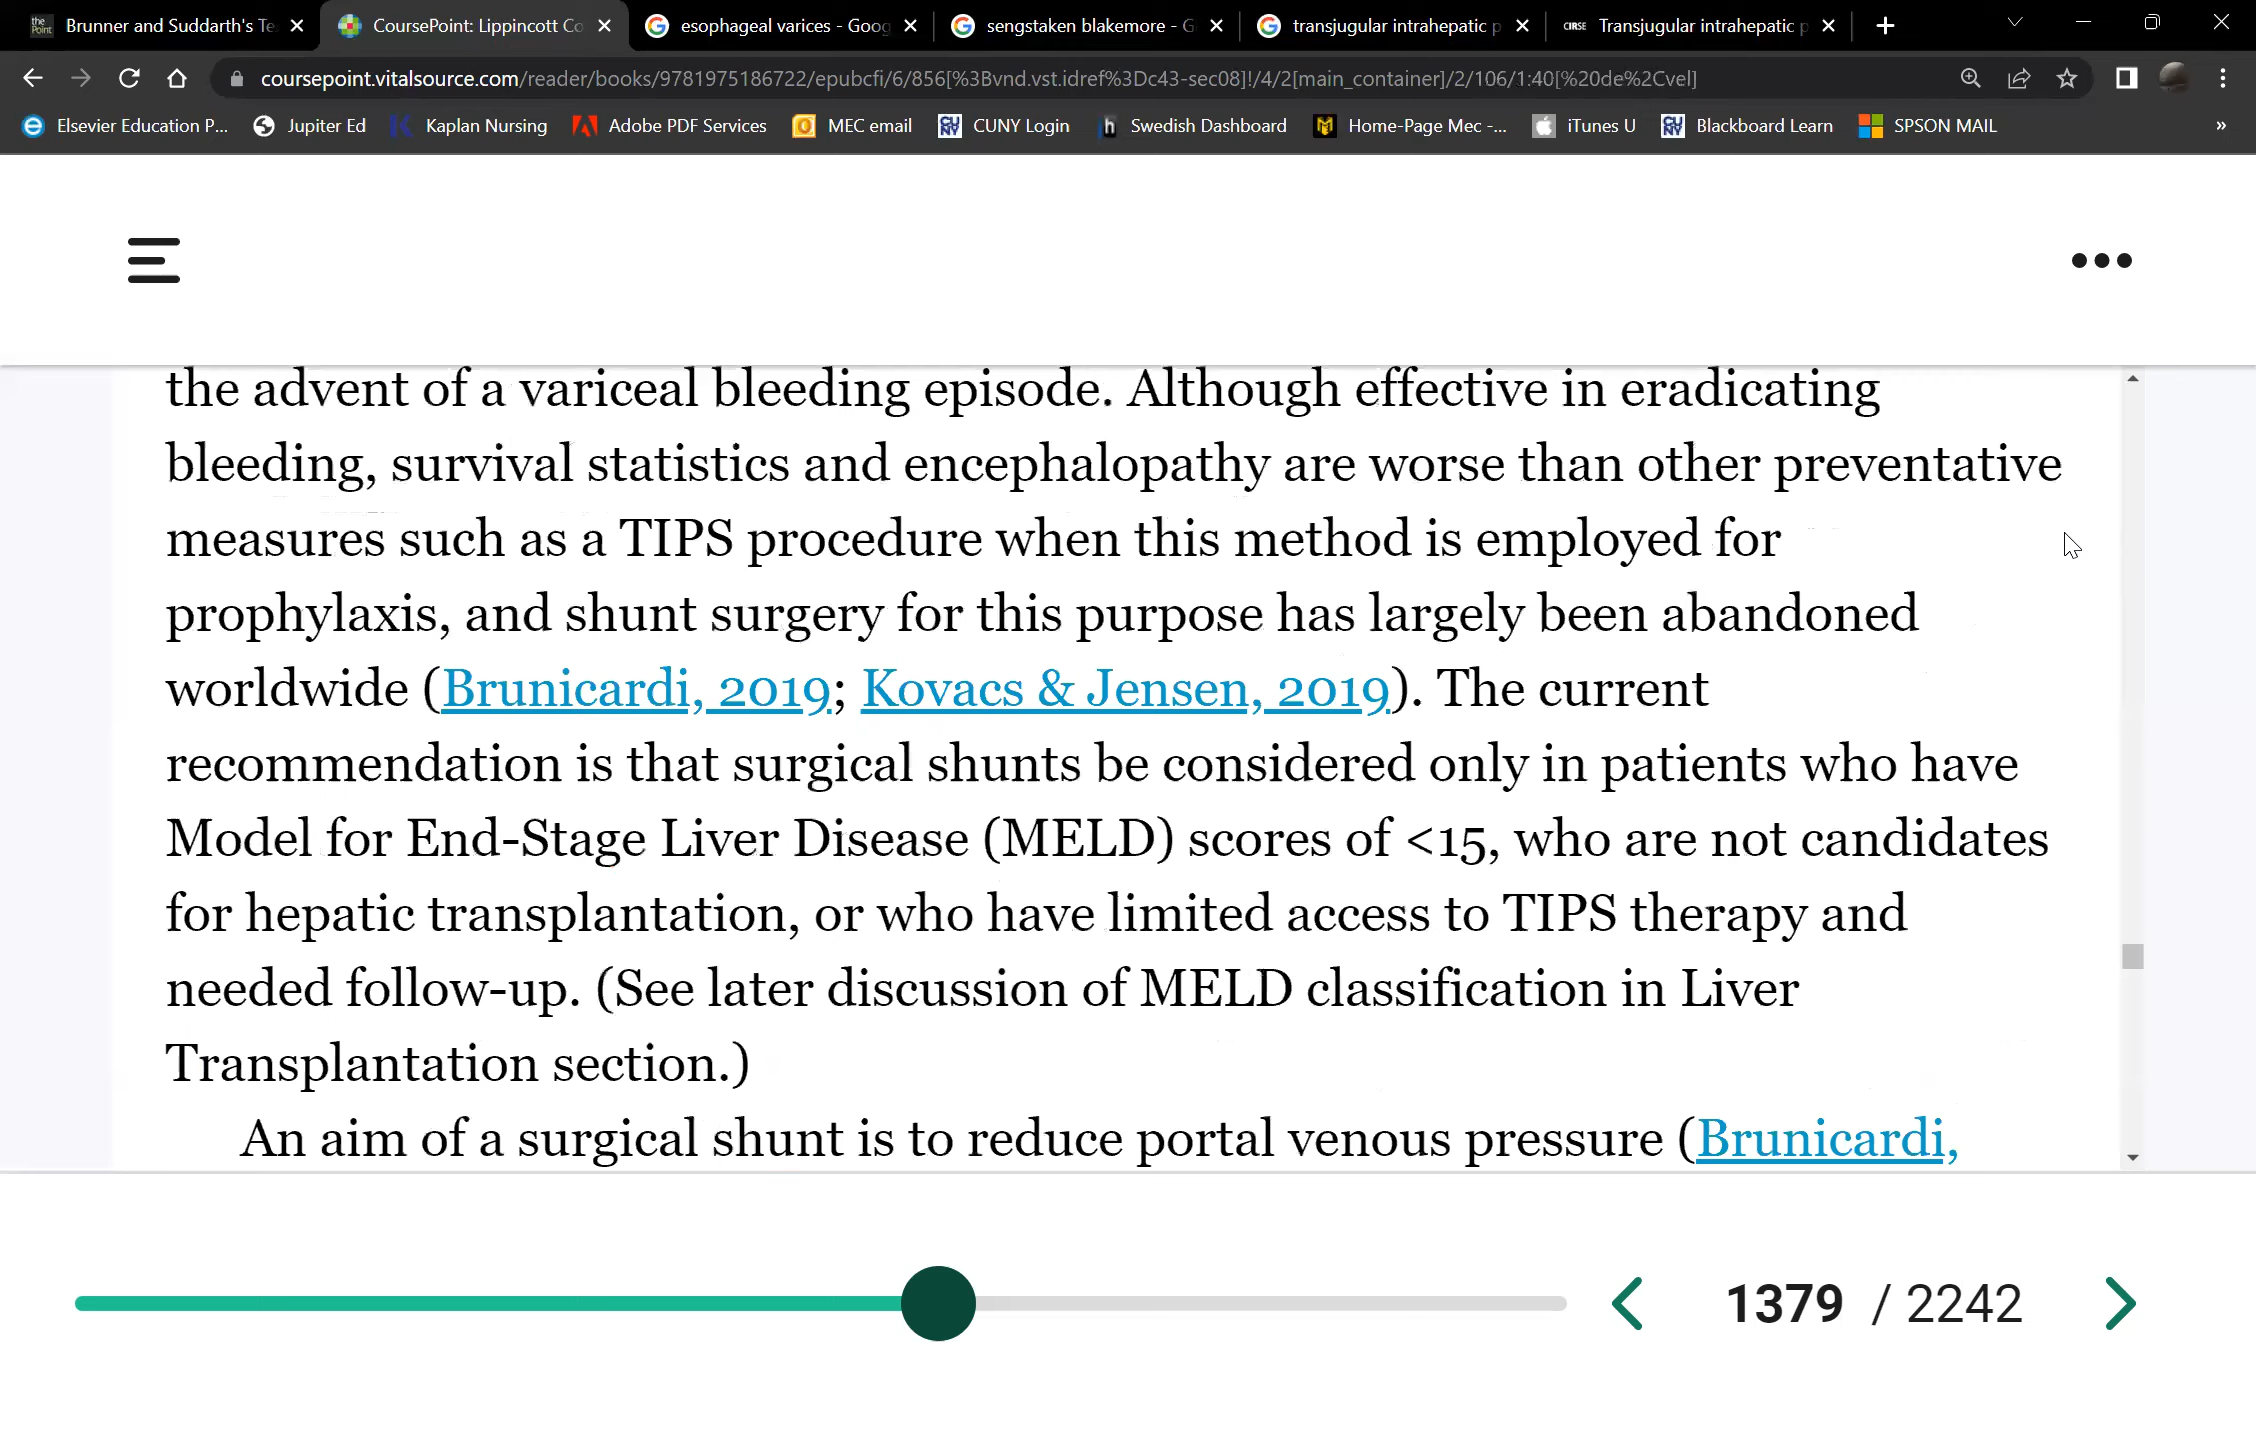 the Point Brunner and Suddarth's Te CoursePoint: Lippincott Co esophageal varices - Goog sengstaken blakemore - G transjugular intrahepatic p CIRSE Transjugular intrahepatic p
coursepoint.vitalsource.com/reader/books/9781975186722/epubcfi/6/856[%3Bvnd.vst.idref%3Dc43-sec08]!/4/2[main_container]/2/106/1:40[%20de%2Cvel]
Elsevier Education P... Jupiter Ed Kaplan Nursing Adobe PDF Services MEC email CUNY Login Swedish Dashboard Home-Page Mec -... iTunes U Blackboard Learn SPSON MAIL »
the advent of a variceal bleeding episode. Although effective in eradicating
bleeding, survival statistics and encephalopathy are worse than other preventative
measures such as a TIPS procedure when this method is employed for
prophylaxis, and shunt surgery for this purpose has largely been abandoned
worldwide (Brunicardi, 2019; Kovacs & Jensen, 2019). The current
recommendation is that surgical shunts be considered only in patients who have
Model for End-Stage Liver Disease (MELD) scores of <15, who are not candidates
for hepatic transplantation, or who have limited access to TIPS therapy and
needed follow-up. (See later discussion of MELD classification in Liver
Transplantation section.)
An aim of a surgical shunt is to reduce portal venous pressure (Brunicardi,
1379 / 2242